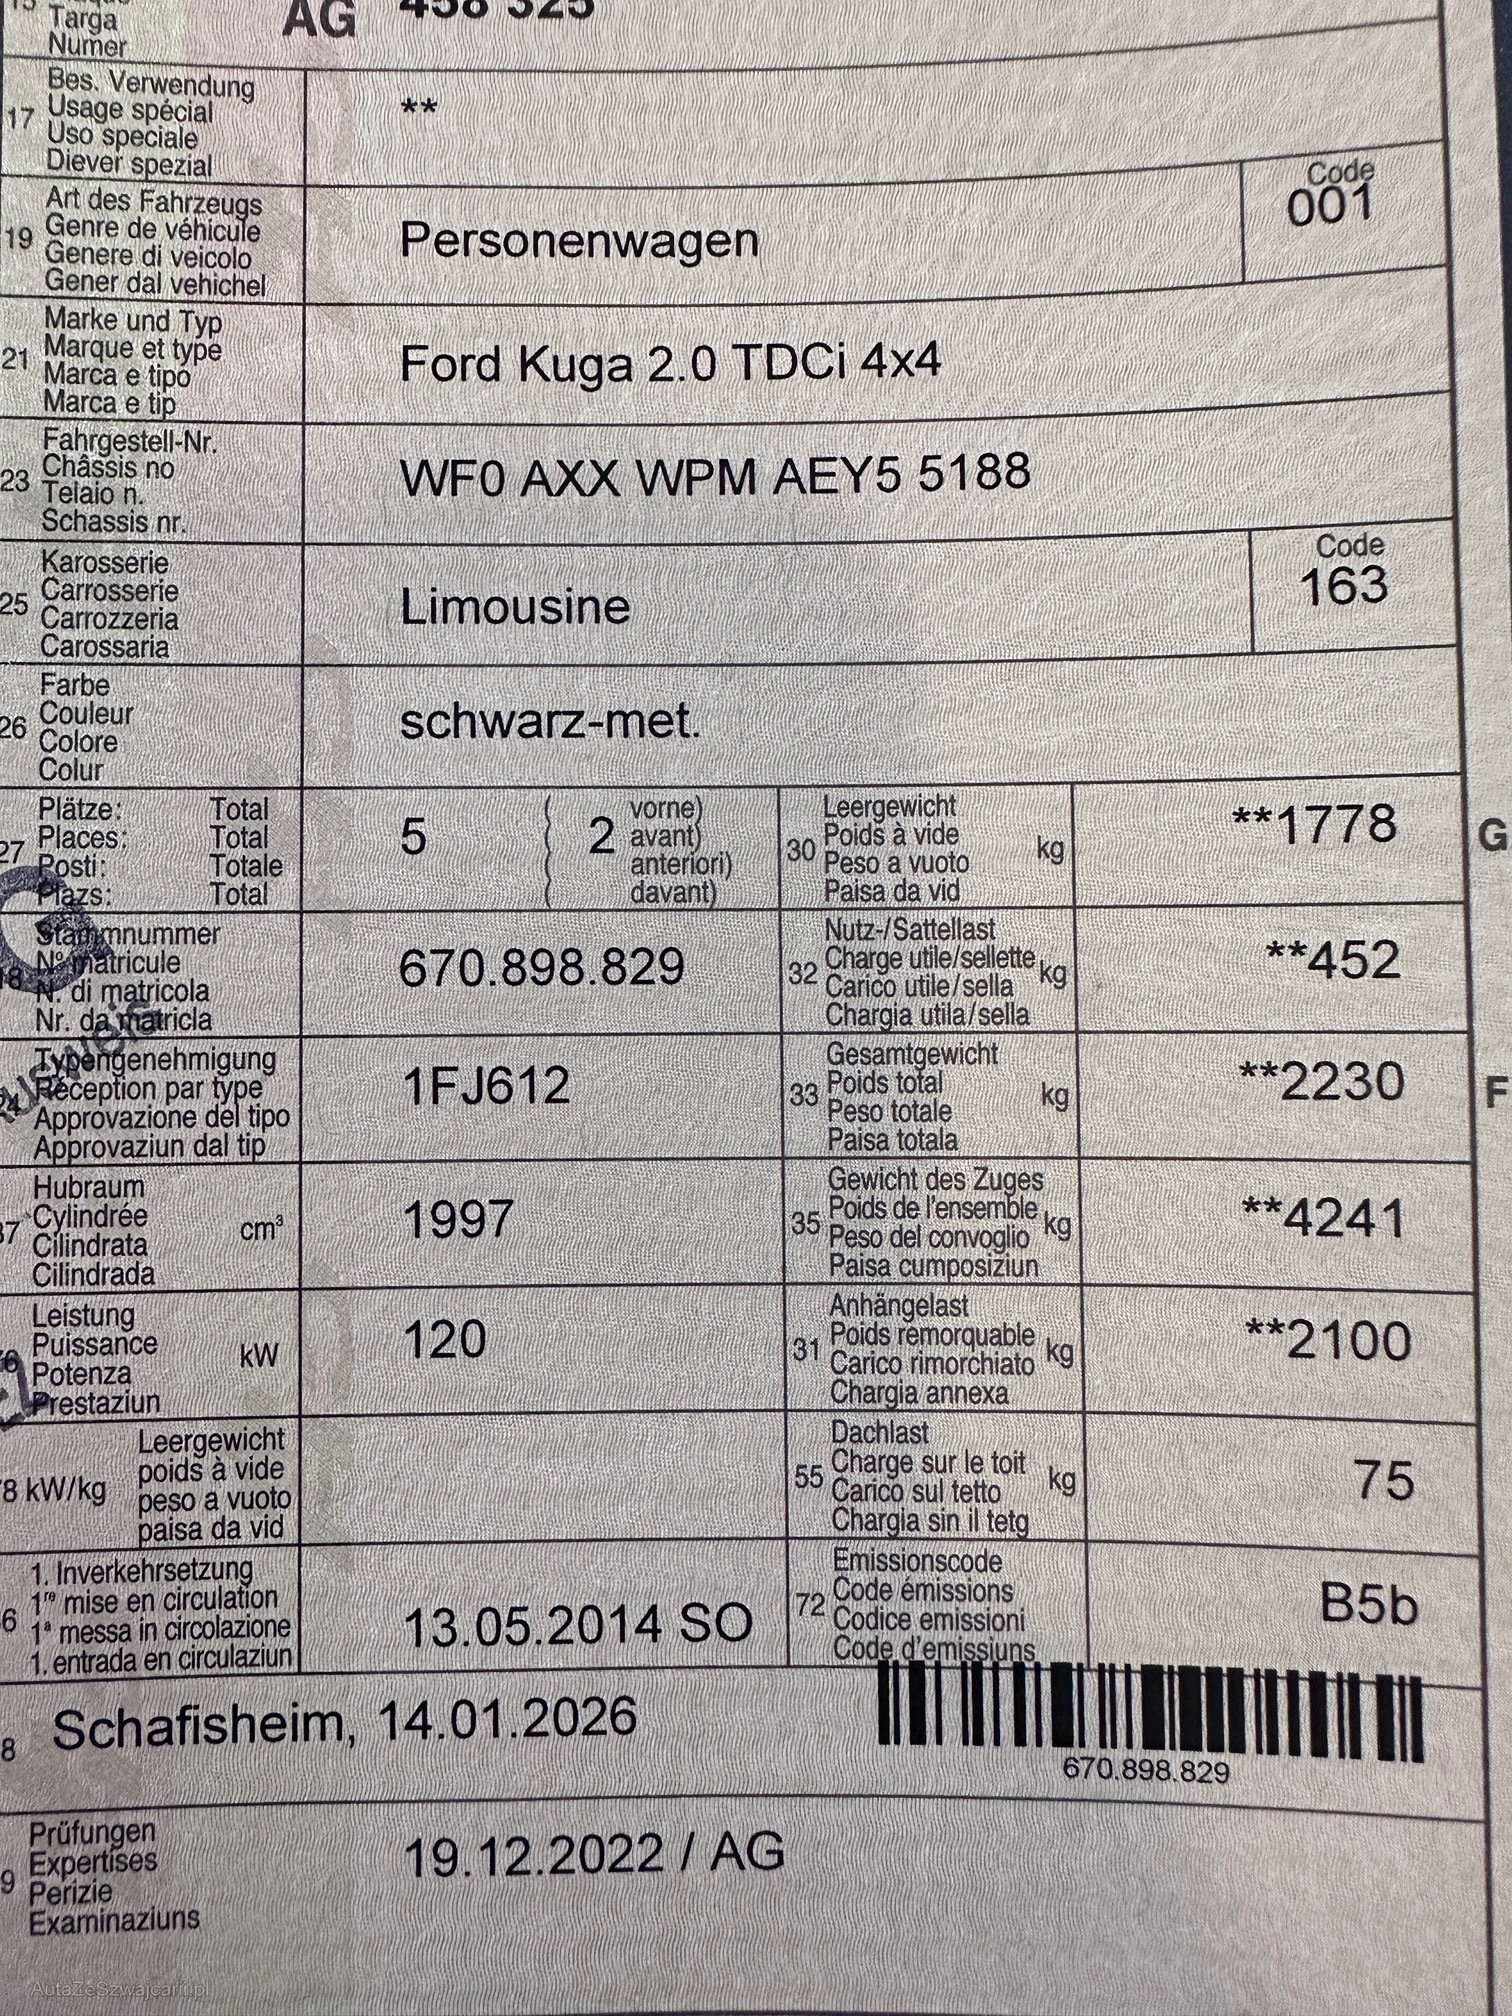 15 Targa
Numer
AG 458 325
17 Bes. Verwendung
Usage spécial
Uso speciale
Diever spezial
**
19 Art des Fahrzeugs
Genre de véhicule
Genere di veicolo
Gener dal vehichel
Personenwagen
Code
001
21 Marke und Typ
Marque et type
Marca e tipo
Marca e tip
Ford Kuga 2.0 TDCi 4x4
23 Fahrgestell-Nr.
Châssis no
Telaio n.
Schassis nr.
WF0 AXX WPM AEY5 5188
25 Karosserie
Carrosserie
Carrozzeria
Carossaria
Limousine
Code
163
26 Farbe
Couleur
Colore
Colur
schwarz-met.
27 Plätze: Total
Places: Total
Posti: Totale
Plazs: Total
5 ( 2 vorne)
avant)
anteriori)
davant)
30 Leergewicht
Poids à vide
Peso a vuoto
Paisa da vid
kg
**1778
G
18 Stammnummer
N° matricule
N. di matricola
Nr. da matricla
670.898.829
32 Nutz-/Sattellast
Charge utile/sellette
Carico utile/sella
Chargia utila/sella
kg
**452
24 Typengenehmigung
Réception par type
Approvazione del tipo
Approvaziun dal tip
1FJ612
33 Gesamtgewicht
Poids total
Peso totale
Paisa totala
kg
**2230
F
37 Hubraum
Cylindrée
Cilindrata
Cilindrada
cm³
1997
35 Gewicht des Zuges
Poids de l'ensemble
Peso del convoglio
Paisa cumposiziun
kg
**4241
76 Leistung
Puissance
Potenza
Prestaziun
kW
120
31 Anhängelast
Poids remorquable
Carico rimorchiato
Chargia annexa
kg
**2100
78 kW/kg Leergewicht
poids à vide
peso a vuoto
paisa da vid
55 Dachlast
Charge sur le toit
Carico sul tetto
Chargia sin il tetg
kg
75
36 1. Inverkehrsetzung
1re mise en circulation
1a messa in circolazione
1. entrada en circulaziun
13.05.2014 SO
72 Emissionscode
Code émissions
Codice emissioni
Code d'emissiuns
B5b
8 Schafisheim, 14.01.2026
670.898.829
9 Prüfungen
Expertises
Perizie
Examinaziuns
19.12.2022 / AG
AutaZeSzwajcarii.pl